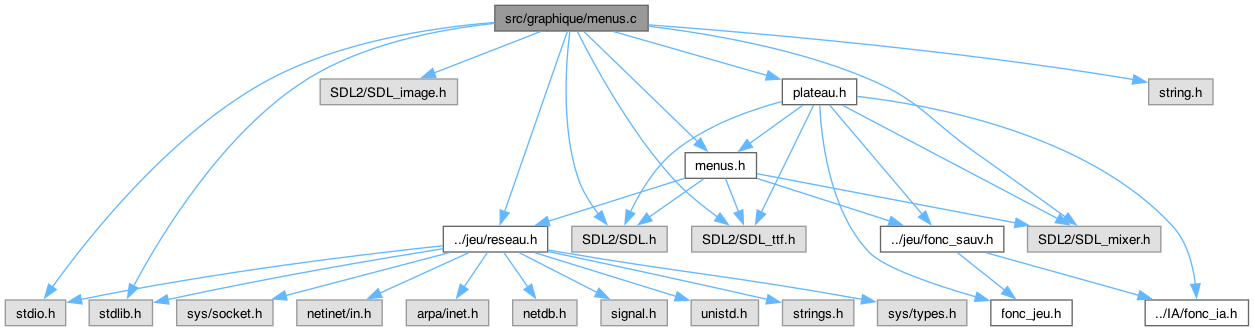 src/graphique/menus.c
SDL2/SDL_image.h
plateau.h
string.h
menus.h
../jeu/reseau.h
SDL2/SDL.h
SDL2/SDL_ttf.h
../jeu/fonc_sauv.h
SDL2/SDL_mixer.h
stdio.h
stdlib.h
sys/socket.h
netinet/in.h
arpa/inet.h
netdb.h
signal.h
unistd.h
strings.h
sys/types.h
fonc_jeu.h
../IA/fonc_ia.h